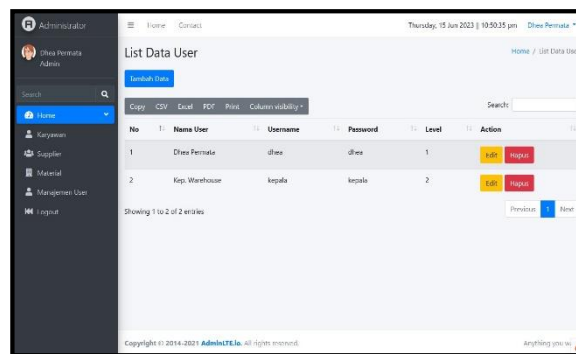 Administrator
Home Contact
Thursday, 15 Jun 2023 || 10:50:35 pm Dhea Permata
Dhea Permata
Admin
List Data User
Home / List Data Use
Tambah Data
Search
Copy CSV Excel PDF Print Column visibility
Search:
Home
Karyawan
Supplier
Material
Manajemen User
Logout
No Nama User Username Password Level Action
1 Dhea Permata dhea dhea 1 Edit Hapus
2 Kep. Warehouse kepala kepala 2 Edit Hapus
Showing 1 to 2 of 2 entries
Previous 1 Next
Copyright © 2014-2021 AdminLTE.io. All rights reserved.
Anything you w